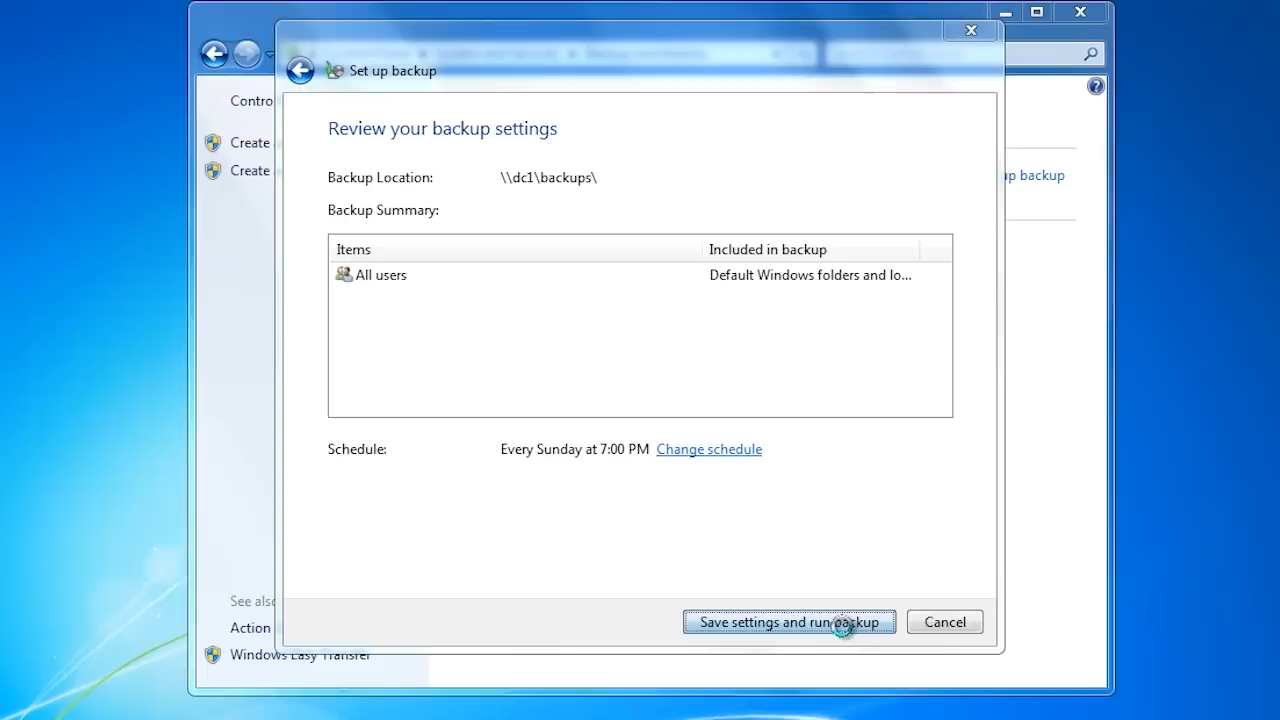 Set up backup
Contro
Review your backup settings
Create
Backup Location: \\dc1\backups\
Create
up backup
Backup Summary:
Items Included in backup
All users Default Windows folders and lo...
Schedule: Every Sunday at 7:00 PM Change schedule
See also
Save settings and run backup Cancel
Action
Windows Easy Transfer